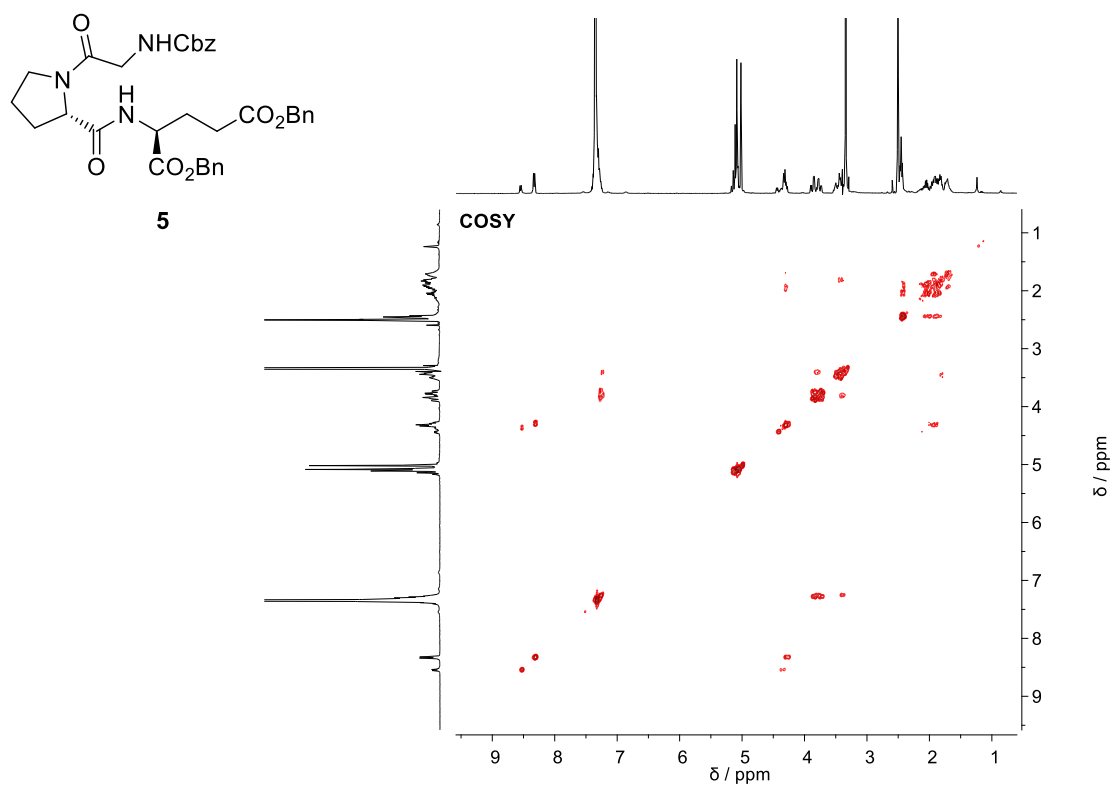 O
NHCbz
N
H
N
CO₂Bn
O
CO₂Bn
5
COSY
1
2
3
4
5
6
7
8
9
δ / ppm
9 8 7 6 5 4 3 2 1
δ / ppm